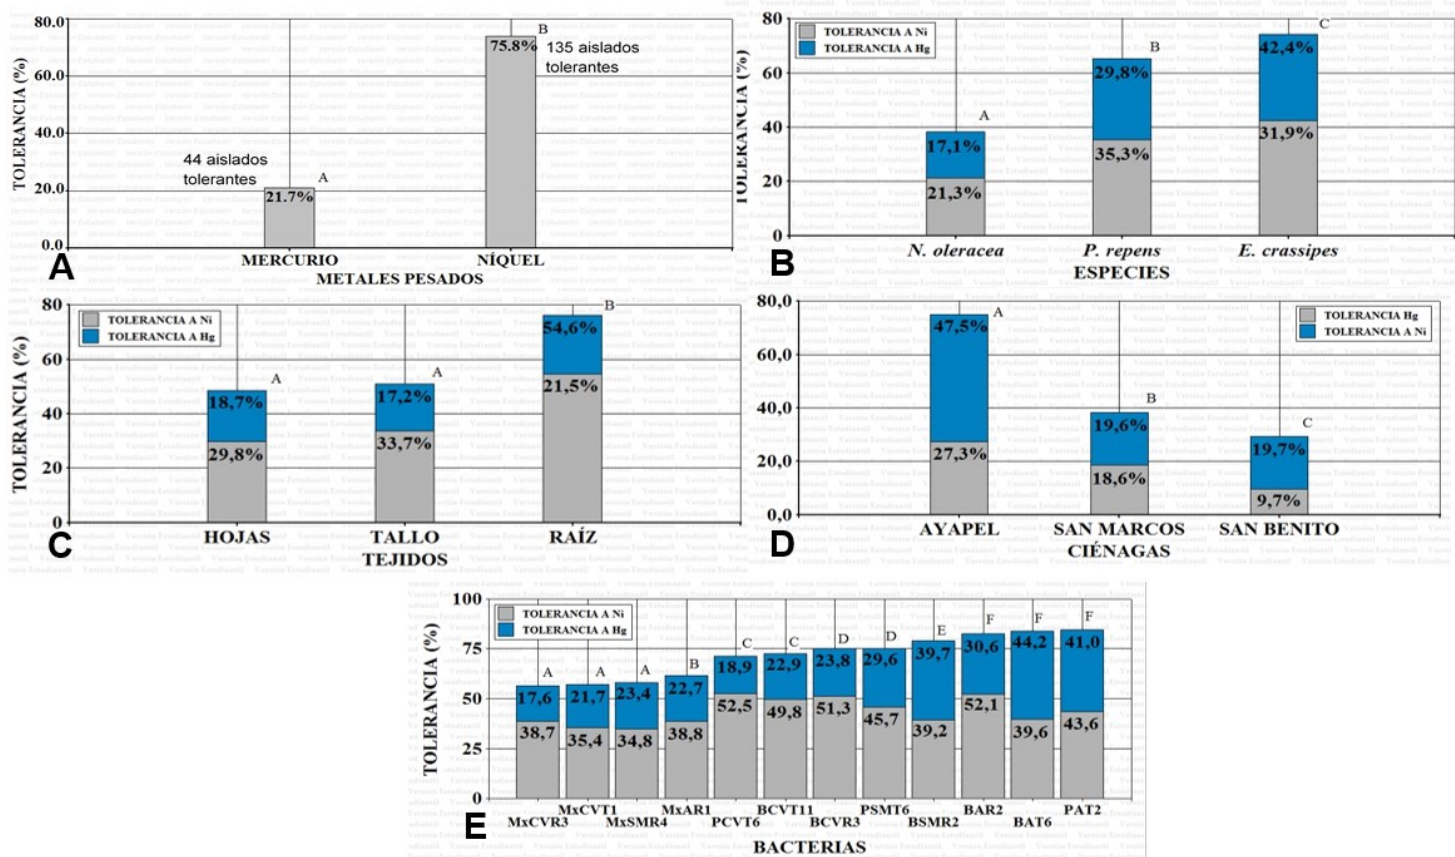 80.0
60.0
40.0
20.0
0.0
TOLERANCIA (%)
B
75.8%
135 aislados
tolerantes
44 aislados
tolerantes
A
21.7%
MERCURIO
NÍQUEL
METALES PESADOS
A
80
60
40
20
0
TOLERANCIA (%)
TOLERANCIA A Ni
TOLERANCIA A Hg
A
17,1%
21,3%
B
29,8%
35,3%
C
42,4%
31,9%
N. oleracea
P. repens
E. crassipes
ESPECIES
B
80
60
40
20
0
TOLERANCIA (%)
TOLERANCIA A Ni
TOLERANCIA A Hg
A
18,7%
29,8%
A
17,2%
33,7%
B
54,6%
21,5%
HOJAS
TALLO
RAÍZ
TEJIDOS
C
80,0
60,0
40,0
20,0
0,0
TOLERANCIA Hg
TOLERANCIA A Ni
A
47,5%
27,3%
B
19,6%
18,6%
C
19,7%
9,7%
AYAPEL
SAN MARCOS
SAN BENITO
CIÉNAGAS
D
100
75
50
25
0
TOLERANCIA (%)
TOLERANCIA A Ni
TOLERANCIA A Hg
A A A B C C D D E F F F
17,6 21,7 23,4 22,7 18,9 22,9 23,8 29,6 39,7 30,6 44,2 41,0
38,7 35,4 34,8 38,8 52,5 49,8 51,3 45,7 39,2 52,1 39,6 43,6
MxCVT1 MxAR1 BCVT11 PSMT6 BAR2 PAT2
MxCVR3 MxSMR4 PCVT6 BCVR3 BSMR2 BAT6
BACTERIAS
E